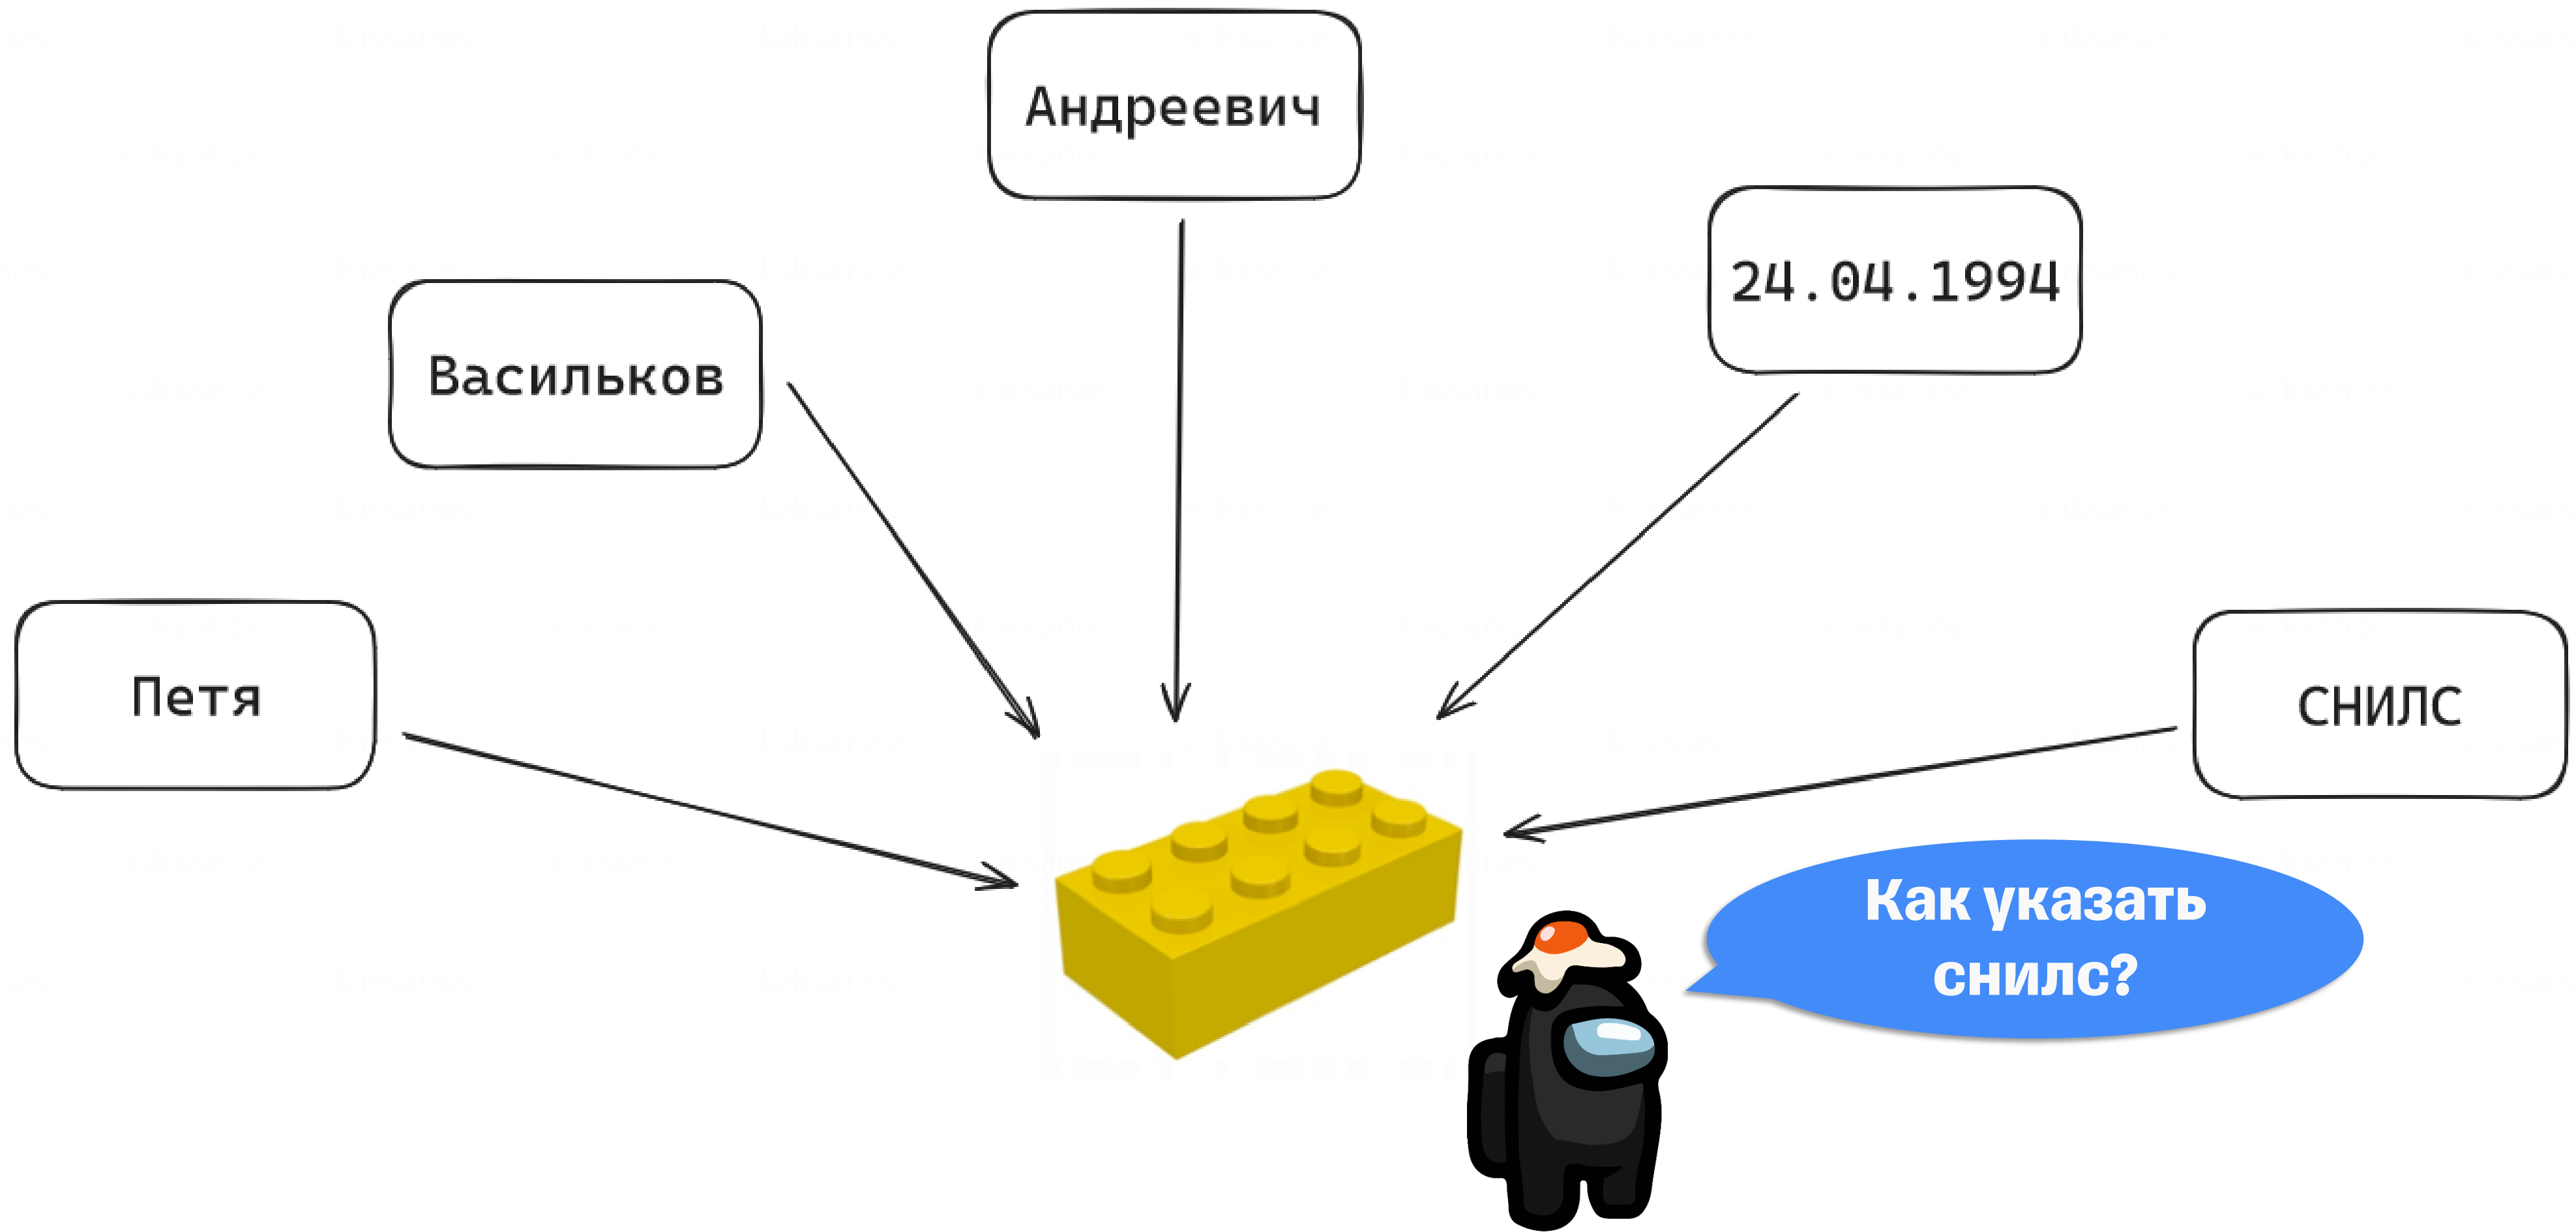 Андреевич
24.04.1994
Васильков
Петя
СНИЛС
Как указать
снилс?